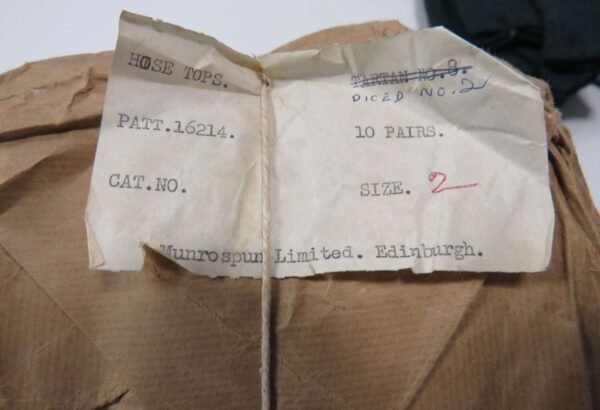 HOSE TOPS. TARTAN NO.8.
DICED NO.2
PATT.16214. 10 PAIRS.
CAT.NO. SIZE. 2
Munrospun Limited. Edinburgh.